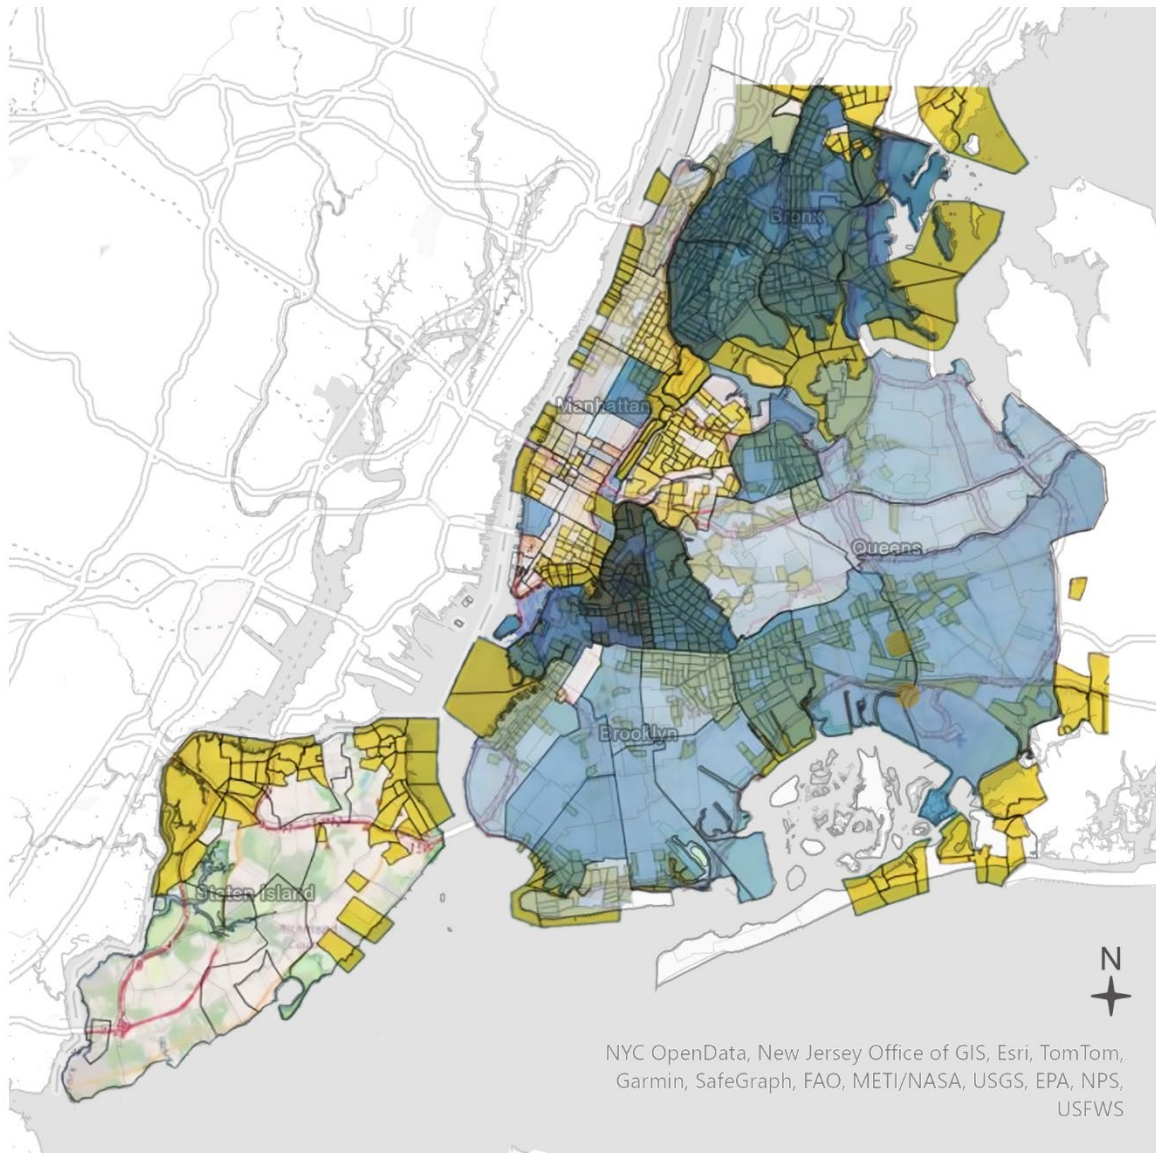 Bronx
Manhattan
Queens
Brooklyn
Staten Island
N
NYC OpenData, New Jersey Office of GIS, Esri, TomTom,
Garmin, SafeGraph, FAO, METI/NASA, USGS, EPA, NPS,
USFWS